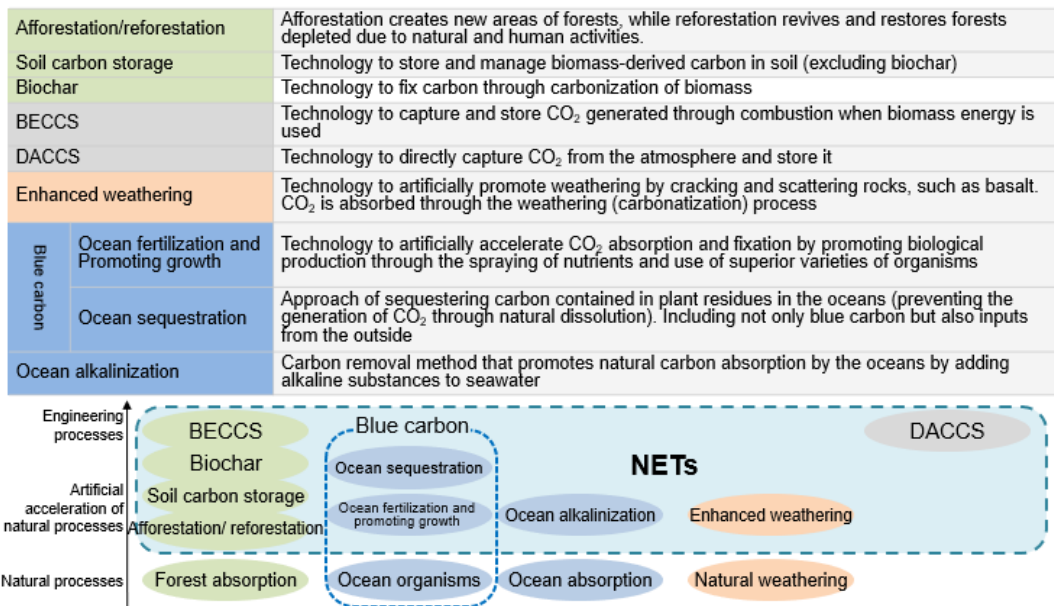 Afforestation/reforestation
Afforestation creates new areas of forests, while reforestation revives and restores forests
depleted due to natural and human activities.
Soil carbon storage
Technology to store and manage biomass-derived carbon in soil (excluding biochar)
Biochar
Technology to fix carbon through carbonization of biomass
BECCS
Technology to capture and store CO₂ generated through combustion when biomass energy is
used
DACCS
Technology to directly capture CO₂ from the atmosphere and store it
Enhanced weathering
Technology to artificially promote weathering by cracking and scattering rocks, such as basalt.
CO₂ is absorbed through the weathering (carbonatization) process
Blue carbon
Ocean fertilization and
Promoting growth
Technology to artificially accelerate CO₂ absorption and fixation by promoting biological
production through the spraying of nutrients and use of superior varieties of organisms
Ocean sequestration
Approach of sequestering carbon contained in plant residues in the oceans (preventing the
generation of CO₂ through natural dissolution). Including not only blue carbon but also inputs
from the outside
Ocean alkalinization
Carbon removal method that promotes natural carbon absorption by the oceans by adding
alkaline substances to seawater
Engineering
processes
BECCS
Blue carbon
DACCS
Biochar
Ocean sequestration
NETs
Artificial
acceleration of
natural processes
Soil carbon storage
Afforestation/ reforestation
Ocean fertilization and
promoting growth
Ocean alkalinization
Enhanced weathering
Natural processes
Forest absorption
Ocean organisms
Ocean absorption
Natural weathering